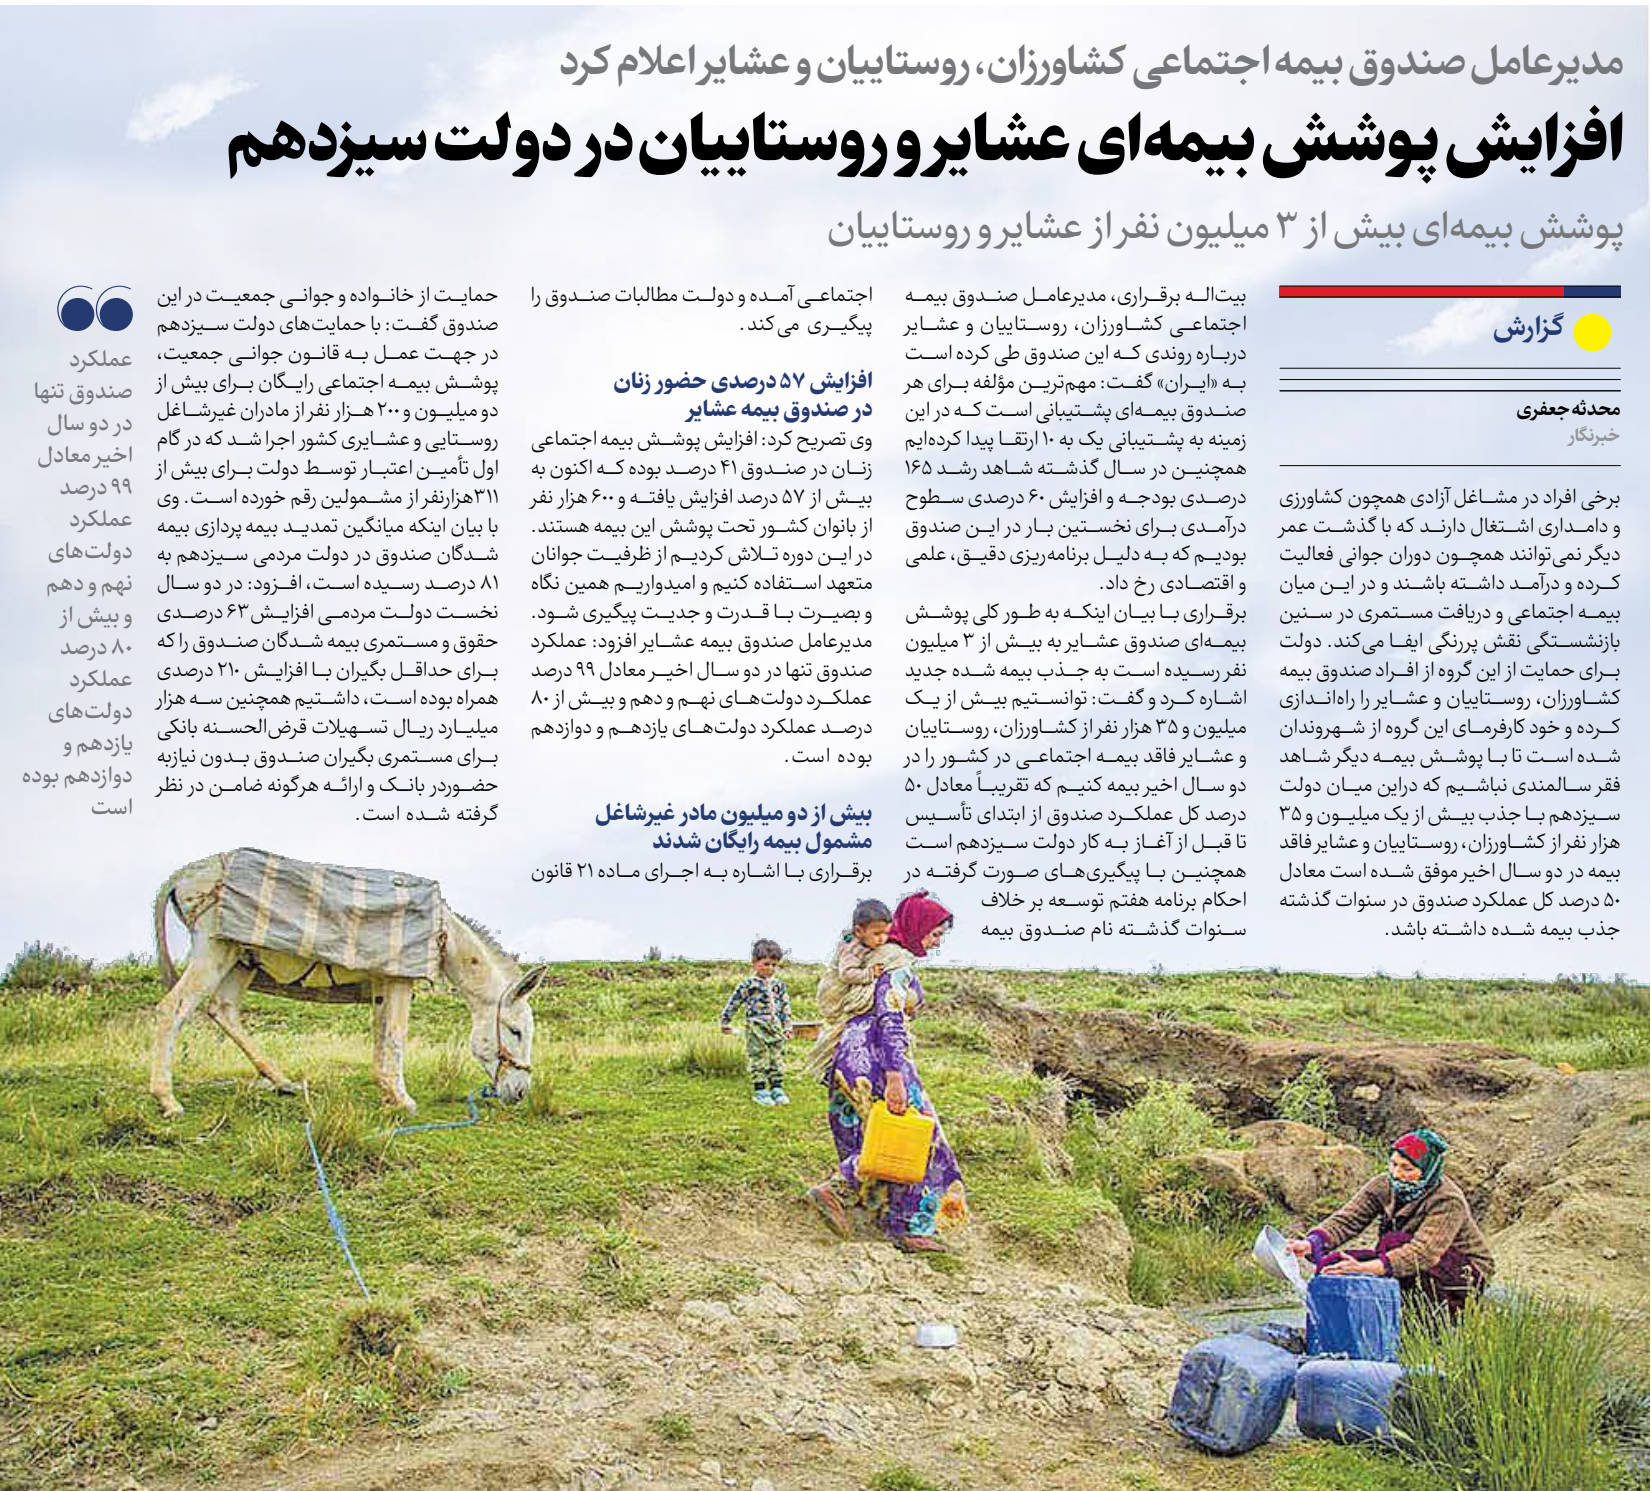 مدیرعامل صندوق بیمه اجتماعی کشاورزان، روستاییان و عشایر اعلام کرد
افزایش پوشش بیمه‌ای عشایر و روستاییان در دولت سیزدهم
پوشش بیمه‌ای بیش از ۳ میلیون نفر از عشایر و روستاییان
گزارش
محدثه جعفری
خبرنگار
برخی افراد در مشاغل آزادی همچون کشاورزی
و دامداری اشتغال دارند که با گذشت عمر
دیگر نمی‌توانند همچون دوران جوانی فعالیت
کرده و درآمد داشته باشند و در این میان
بیمه اجتماعی و دریافت مستمری در سنین
بازنشستگی نقش پررنگی ایفا می‌کند. دولت
برای حمایت از این گروه از افراد صندوق بیمه
کشاورزان، روستاییان و عشایر را راه‌اندازی
کرده و خود کارفرمای این گروه از شهروندان
شده است تا با پوشش بیمه دیگر شاهد
فقر سالمندی نباشیم که دراین میان دولت
سیزدهم با جذب بیش از یک میلیون و ۳۵
هزار نفر از کشاورزان، روستاییان و عشایر فاقد
بیمه در دو سال اخیر موفق شده است معادل
۵۰ درصد کل عملکرد صندوق در سنوات گذشته
جذب بیمه شده داشته باشد.
بیت‌اله برقراری، مدیرعامل صندوق بیمه
اجتماعی کشاورزان، روستاییان و عشایر
درباره روندی که این صندوق طی کرده است
به «ایران» گفت: مهم‌ترین مؤلفه برای هر
صندوق بیمه‌ای پشتیبانی است که در این
زمینه به پشتیبانی یک به ۱۰ ارتقا پیدا کرده‌ایم
همچنین در سال گذشته شاهد رشد ۱۶۵
درصدی بودجه و افزایش ۶۰ درصدی سطوح
درآمدی برای نخستین بار در این صندوق
بودیم که به دلیل برنامه‌ریزی دقیق، علمی
و اقتصادی رخ داد.
برقراری با بیان اینکه به طور کلی پوشش
بیمه‌ای صندوق عشایر به بیش از ۳ میلیون
نفر رسیده است به جذب بیمه شده جدید
اشاره کرد و گفت: توانستیم بیش از یک
میلیون و ۳۵ هزار نفر از کشاورزان، روستاییان
و عشایر فاقد بیمه اجتماعی در کشور را در
دو سال اخیر بیمه کنیم که تقریباً معادل ۵۰
درصد کل عملکرد صندوق از ابتدای تأسیس
تا قبل از آغاز به کار دولت سیزدهم است
همچنین با پیگیری‌های صورت گرفته در
احکام برنامه هفتم توسعه بر خلاف
سنوات گذشته نام صندوق بیمه
اجتماعی آمده و دولت مطالبات صندوق را
پیگیری می‌کند.
افزایش ۵۷ درصدی حضور زنان
در صندوق بیمه عشایر
وی تصریح کرد: افزایش پوشش بیمه اجتماعی
زنان در صندوق ۴۱ درصد بوده که اکنون به
بیش از ۵۷ درصد افزایش یافته و ۶۰۰ هزار نفر
از بانوان کشور تحت پوشش این بیمه هستند.
در این دوره تلاش کردیم از ظرفیت جوانان
متعهد استفاده کنیم و امیدواریم همین نگاه
و بصیرت با قدرت و جدیت پیگیری شود.
مدیرعامل صندوق بیمه عشایر افزود: عملکرد
صندوق تنها در دو سال اخیر معادل ۹۹ درصد
عملکرد دولت‌های نهم و دهم و بیش از ۸۰
درصد عملکرد دولت‌های یازدهم و دوازدهم
بوده است.
بیش از دو میلیون مادر غیرشاغل
مشمول بیمه رایگان شدند
برقراری با اشاره به اجرای ماده ۲۱ قانون
حمایت از خانواده و جوانی جمعیت در این
صندوق گفت: با حمایت‌های دولت سیزدهم
در جهت عمل به قانون جوانی جمعیت،
پوشش بیمه اجتماعی رایگان برای بیش از
دو میلیون و ۲۰۰ هزار نفر از مادران غیرشاغل
روستایی و عشایری کشور اجرا شد که در گام
اول تأمین اعتبار توسط دولت برای بیش از
۳۱۱هزارنفر از مشمولین رقم خورده است. وی
با بیان اینکه میانگین تمدید بیمه پردازی بیمه
شدگان صندوق در دولت مردمی سیزدهم به
۸۱ درصد رسیده است، افزود: در دو سال
نخست دولت مردمی افزایش ۶۳ درصدی
حقوق و مستمری بیمه شدگان صندوق را که
برای حداقل بگیران با افزایش ۲۱۰ درصدی
همراه بوده است، داشتیم همچنین سه هزار
میلیارد ریال تسهیلات قرض‌الحسنه بانکی
برای مستمری بگیران صندوق بدون نیازبه
حضوردر بانک و ارائه هرگونه ضامن در نظر
گرفته شده است.
عملکرد
صندوق تنها
در دو سال
اخیر معادل
۹۹ درصد
عملکرد
دولت‌های
نهم و دهم
و بیش از
۸۰ درصد
عملکرد
دولت‌های
یازدهم و
دوازدهم بوده
است